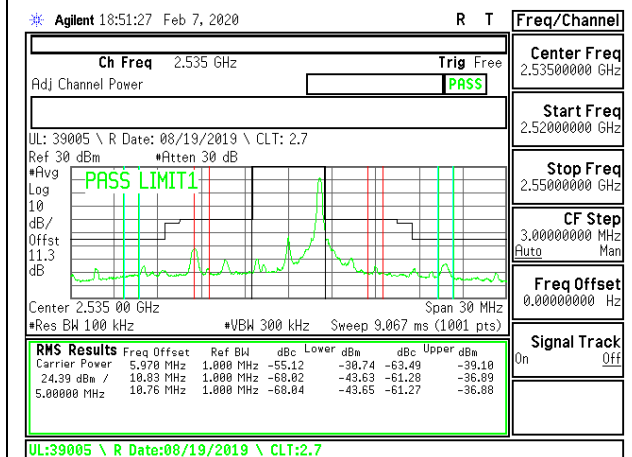 Agilent 18:51:27 Feb 7, 2020 R T
Freq/Channel
Ch Freq 2.535 GHz Trig Free
Adj Channel Power PASS
Center Freq
2.53500000 GHz
Start Freq
2.52000000 GHz
Stop Freq
2.55000000 GHz
CF Step
3.00000000 MHz
Auto Man
Freq Offset
0.00000000 Hz
Signal Track
On Off
UL: 39005 \ R Date: 08/19/2019 \ CLT: 2.7
Ref 30 dBm #Atten 30 dB
#Avg
Log
10
dB/
Offst
11.3
dB
PASS LIMIT1
Center 2.535 00 GHz Span 30 MHz
#Res BW 100 kHz #VBW 300 kHz Sweep 9.067 ms (1001 pts)
RMS Results Freq Offset Ref BW dBc Lower dBm dBc Upper dBm
Carrier Power 5.970 MHz 1.000 MHz -55.12 -30.74 -63.49 -39.10
24.39 dBm / 10.83 MHz 1.000 MHz -68.02 -43.63 -61.28 -36.89
5.00000 MHz 10.76 MHz 1.000 MHz -68.04 -43.65 -61.27 -36.88
UL:39005 \ R Date:08/19/2019 \ CLT:2.7